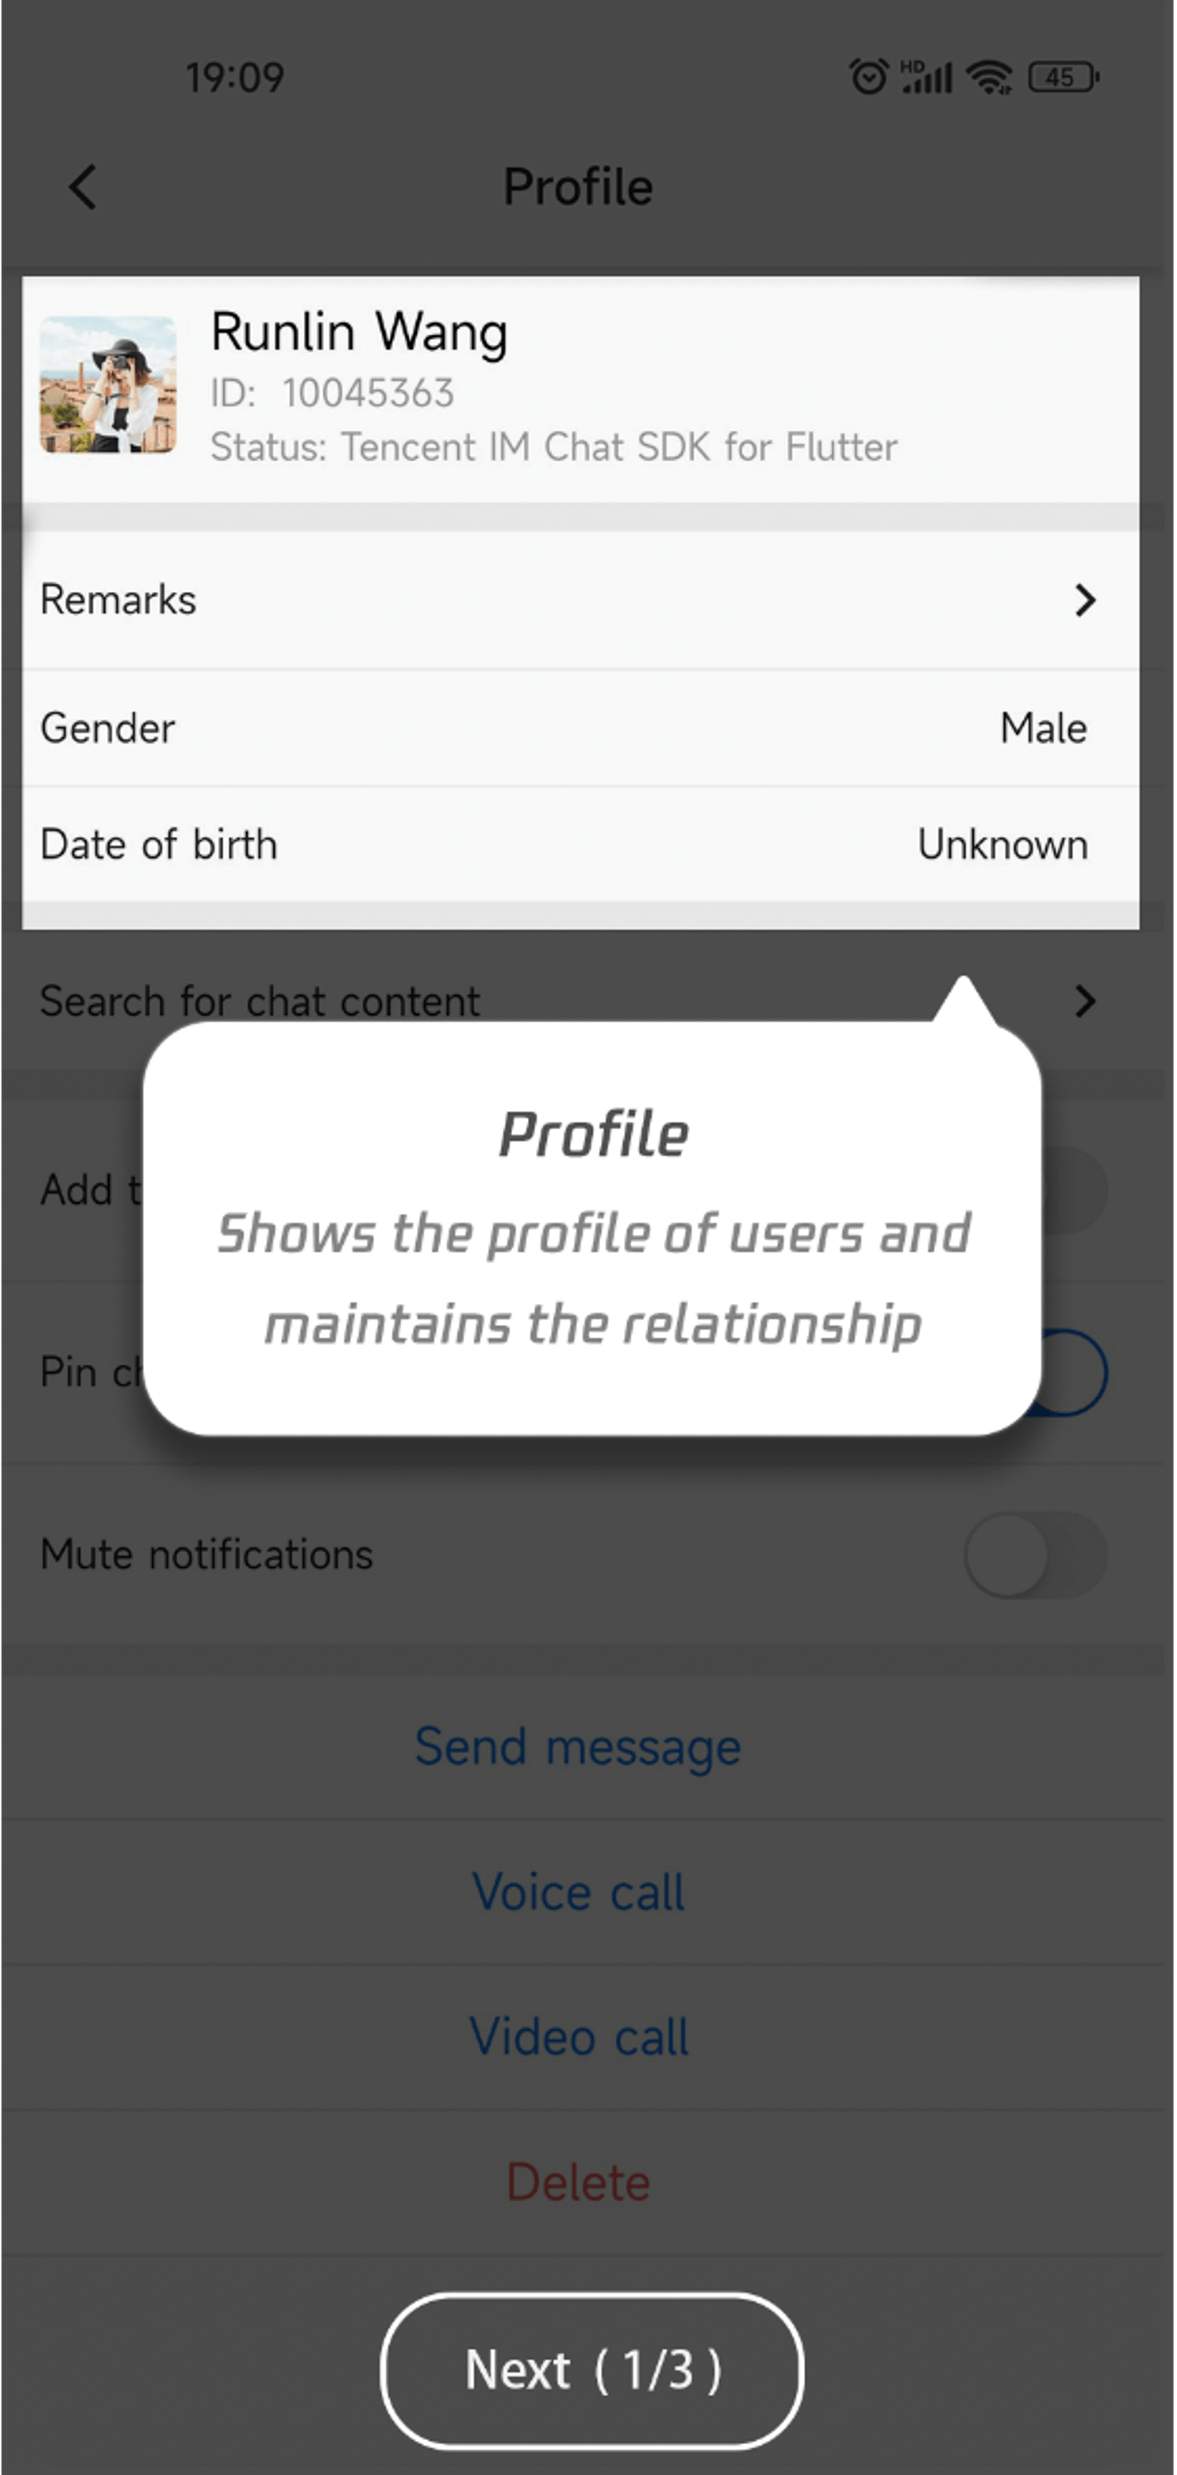 19:09 HD 45
Profile
Runlin Wang
ID: 10045363
Status: Tencent IM Chat SDK for Flutter
Remarks
Gender Male
Date of birth Unknown
Search for chat content
Profile
Add
Shows the profile of users and
maintains the relationship
Pin
Mute notifications
Send message
Voice call
Video call
Delete
Next ( 1/3 )